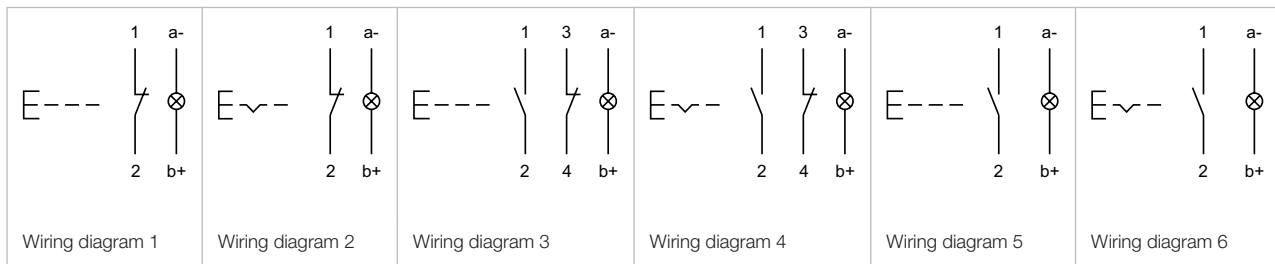 1 a-
2 b+
Wiring diagram 1
1 a-
2 b+
Wiring diagram 2
1 3 a-
2 4 b+
Wiring diagram 3
1 3 a-
2 4 b+
Wiring diagram 4
1 a-
2 b+
Wiring diagram 5
1 a-
2 b+
Wiring diagram 6